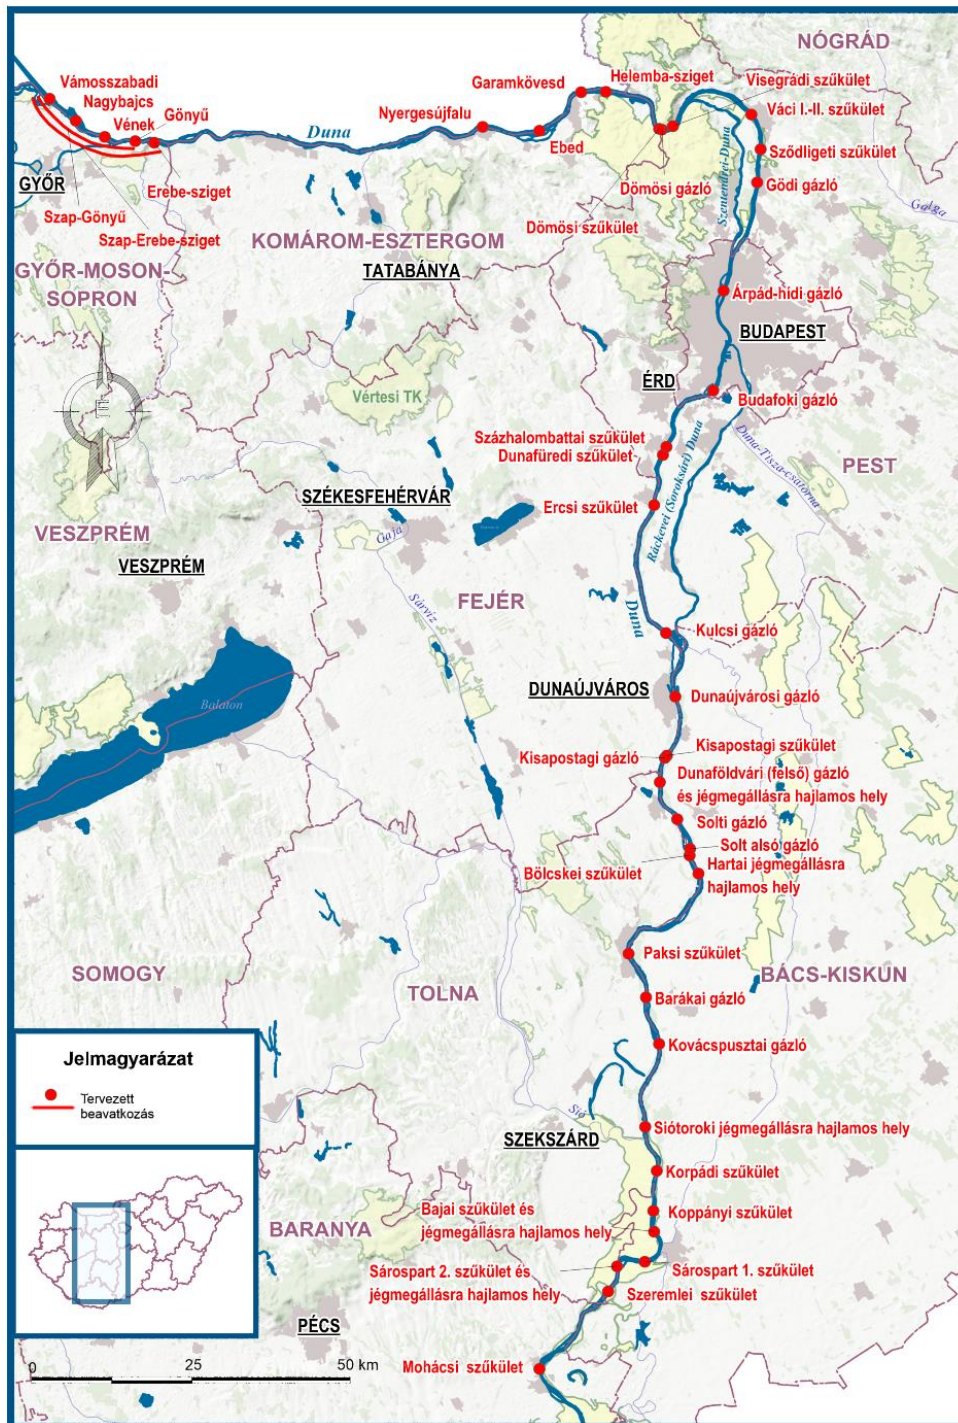 NÓGRÁD
Vámosszabadi
Nagybajcs
Vének
Gönyű
GYŐR
Erebe-sziget
Szap-Gönyű
Szap-Erebe-sziget
GYŐR-MOSON-
SOPRON
Duna
Nyergesújfalu
Garamkövesd
Helemba-sziget
Ebed
Visegrádi szűkület
Váci I.-II. szűkület
Sződligeti szűkület
Gödi gázló
Dömösi gázló
Dömösi szűkület
Szentendrei-Duna
Galga
KOMÁROM-ESZTERGOM
TATABÁNYA
Árpád-hídi gázló
BUDAPEST
ÉRD
Budafoki gázló
Vértesi TK
Százhalombattai szűkület
Dunafüredi szűkület
Duna-Tisza-csatorna
PEST
Ráckevei (Soroksári) Duna
SZÉKESFEHÉRVÁR
Ercsi szűkület
Gaja
VESZPRÉM
VESZPRÉM
FEJÉR
Sárvíz
Duna
Kulcsi gázló
DUNAÚJVÁROS
Dunaújvárosi gázló
Balaton
Kisapostagi gázló
Kisapostagi szűkület
Dunaföldvári (felső) gázló
és jégmegállásra hajlamos hely
Solti gázló
Solt alsó gázló
Bölcskei szűkület
Hartai jégmegállásra
hajlamos hely
Paksi szűkület
SOMOGY
TOLNA
BÁCS-KISKUN
Barákai gázló
Kovácspusztai gázló
Sió
Siótoroki jégmegállásra hajlamos hely
SZEKSZÁRD
Korpádi szűkület
Koppányi szűkület
BARANYA
Bajai szűkület és
jégmegállásra hajlamos hely
Sárospart 1. szűkület
Sárospart 2. szűkület és
jégmegállásra hajlamos hely
Szeremlei szűkület
PÉCS
Mohácsi szűkület
Jelmagyarázat
Tervezett
beavatkozás
0 25 50 km